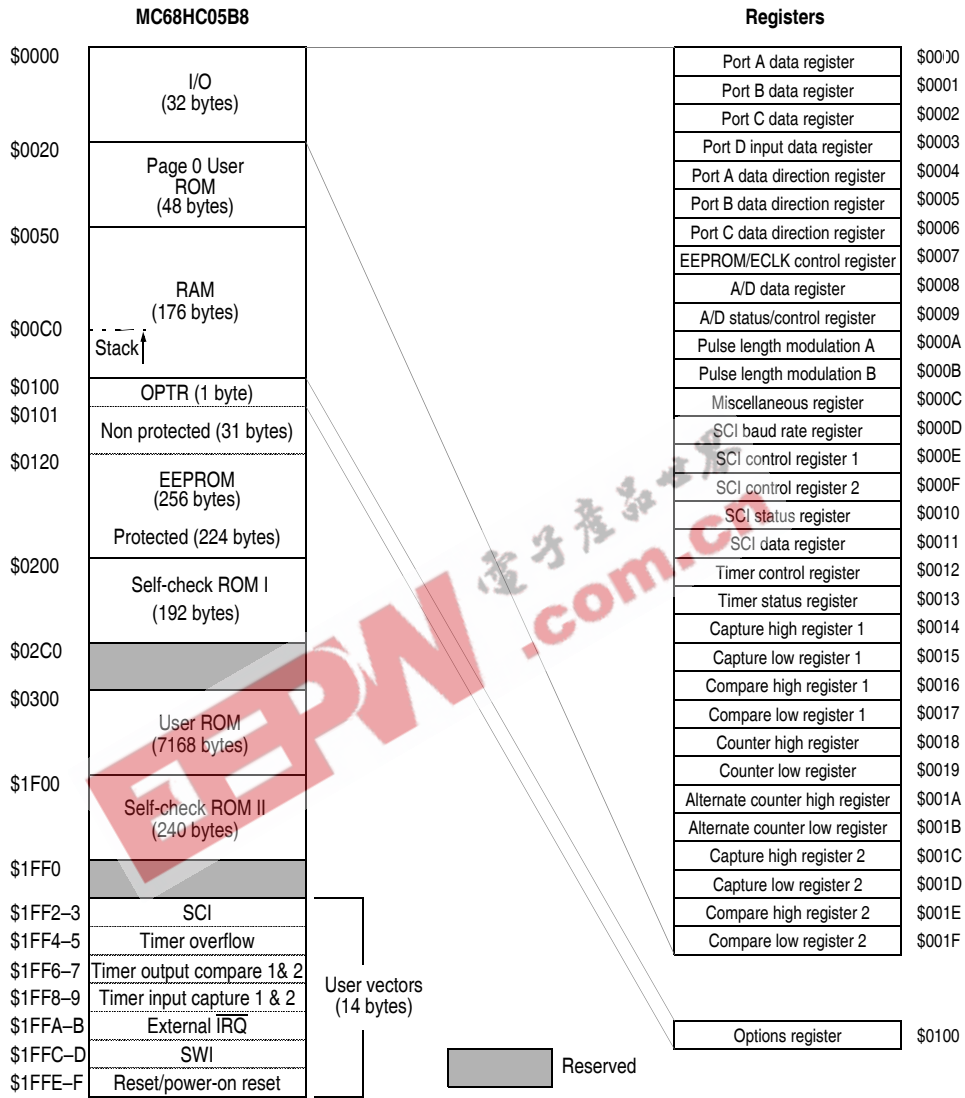 MC68HC05B8
Registers
$0000
I/O
(32 bytes)
$0020
Page 0 User
ROM
(48 bytes)
$0050
RAM
(176 bytes)
$00C0
Stack
$0100
OPTR (1 byte)
$0101
Non protected (31 bytes)
$0120
EEPROM
(256 bytes)
Protected (224 bytes)
$0200
Self-check ROM I
(192 bytes)
$02C0
$0300
User ROM
(7168 bytes)
$1F00
Self-check ROM II
(240 bytes)
$1FF0
$1FF2–3 SCI
$1FF4–5 Timer overflow
$1FF6–7 Timer output compare 1& 2
$1FF8–9 Timer input capture 1 & 2
$1FFA–B External IRQ
$1FFC–D SWI
$1FFE–F Reset/power-on reset
User vectors
(14 bytes)
Reserved
Port A data register $0000
Port B data register $0001
Port C data register $0002
Port D input data register $0003
Port A data direction register $0004
Port B data direction register $0005
Port C data direction register $0006
EEPROM/ECLK control register $0007
A/D data register $0008
A/D status/control register $0009
Pulse length modulation A $000A
Pulse length modulation B $000B
Miscellaneous register $000C
SCI baud rate register $000D
SCI control register 1 $000E
SCI control register 2 $000F
SCI status register $0010
SCI data register $0011
Timer control register $0012
Timer status register $0013
Capture high register 1 $0014
Capture low register 1 $0015
Compare high register 1 $0016
Compare low register 1 $0017
Counter high register $0018
Counter low register $0019
Alternate counter high register $001A
Alternate counter low register $001B
Capture high register 2 $001C
Capture low register 2 $001D
Compare high register 2 $001E
Compare low register 2 $001F
Options register $0100
EEPW
.com.cn
電子產品世界